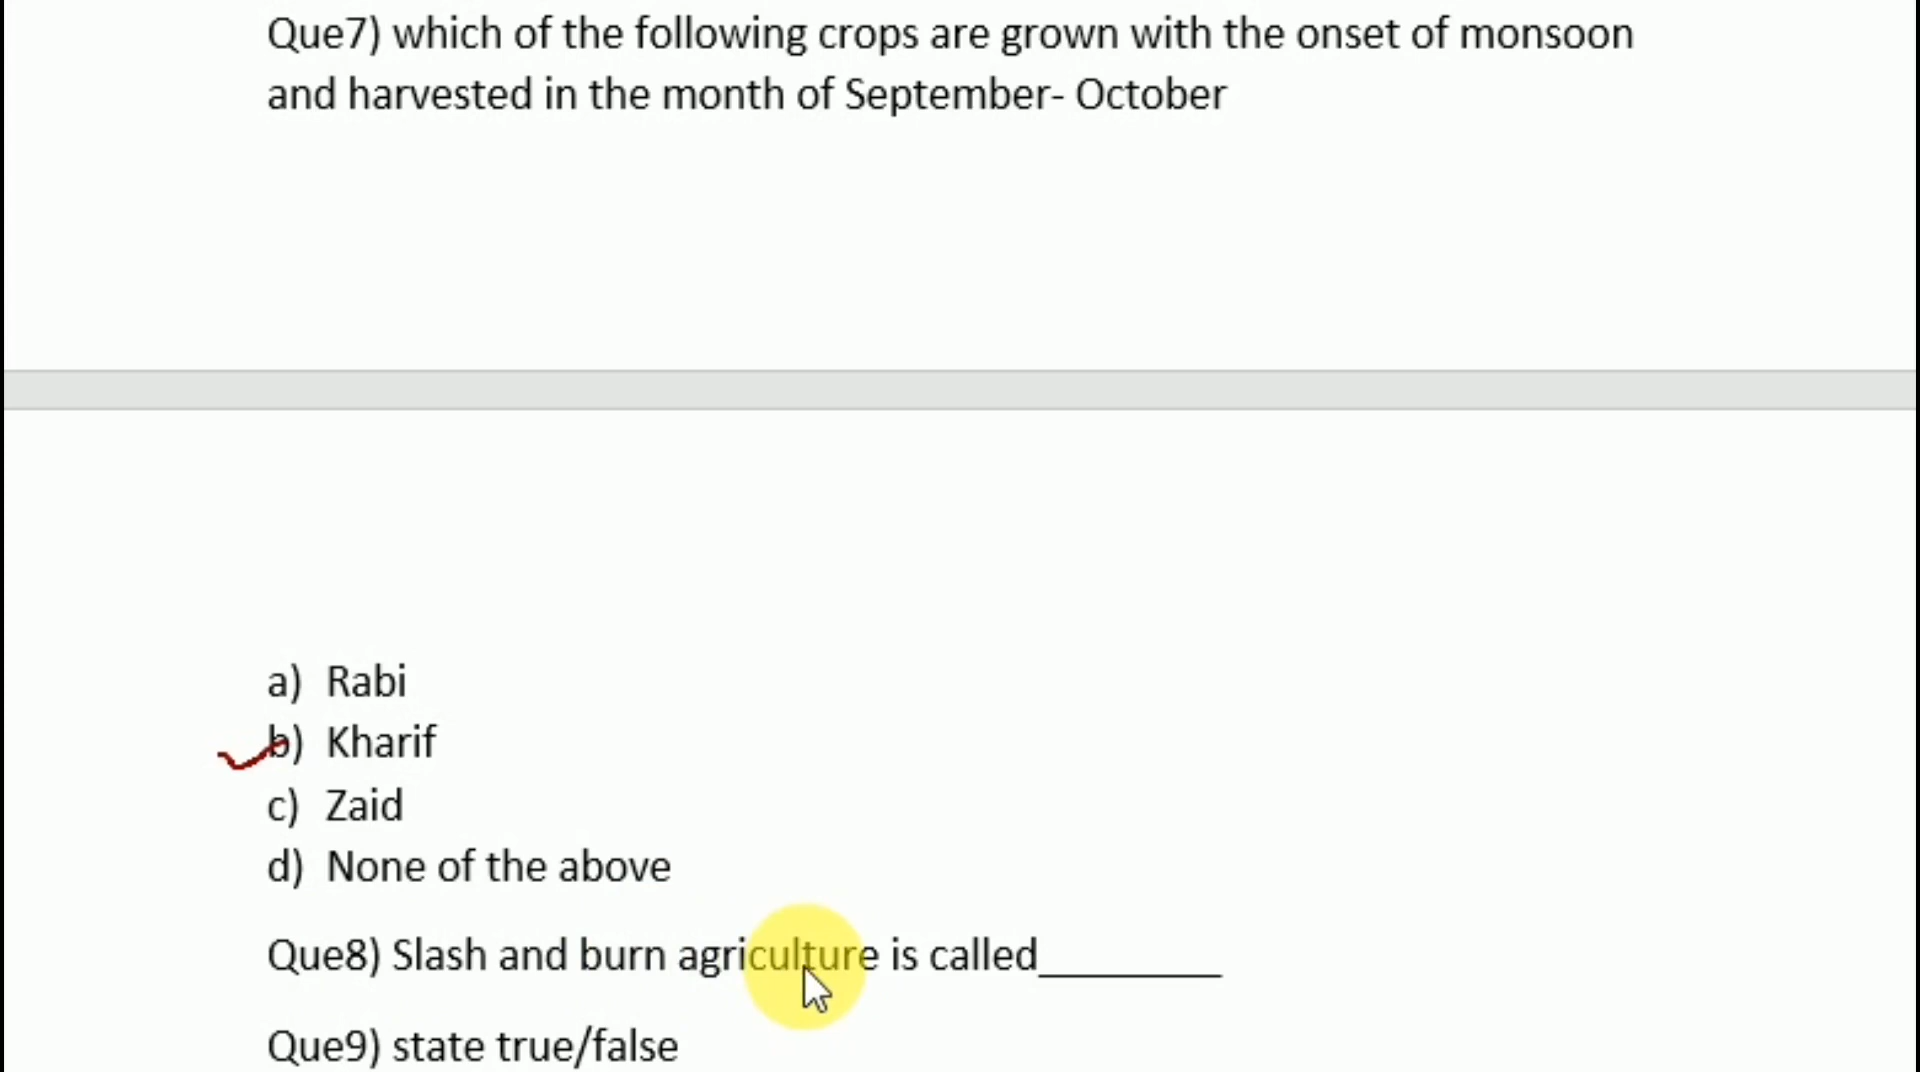 Que7) which of the following crops are grown with the onset of monsoon
and harvested in the month of September- October
a) Rabi
b) Kharif
c) Zaid
d) None of the above
Que8) Slash and burn agriculture is called________
Que9) state true/false